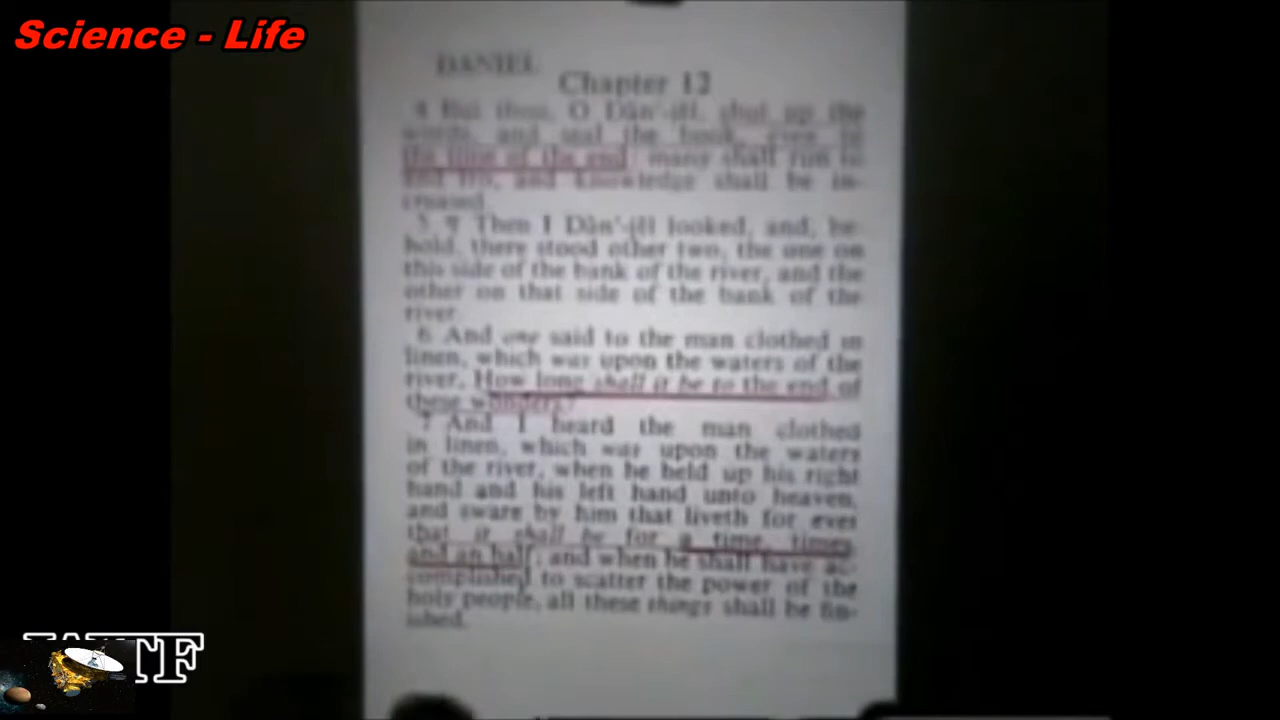 Science - Life
DANIEL
Chapter 12
4 But thou, O Dăn'-ĭĕl, shut up the
words, and seal the book, even to
the time of the end: many shall run to
and fro, and knowledge shall be in-
creased.
5 ¶ Then I Dăn'-ĭĕl looked, and, be-
hold, there stood other two, the one on
this side of the bank of the river, and the
other on that side of the bank of the
river.
6 And one said to the man clothed in
linen, which was upon the waters of the
river, How long shall it be to the end of
these wonders?
7 And I heard the man clothed
in linen, which was upon the waters
of the river, when he held up his right
hand and his left hand unto heaven,
and sware by him that liveth for ever
that it shall be for a time, times,
and an half; and when he shall have ac-
complished to scatter the power of the
holy people, all these things shall be fin-
ished.
WTF